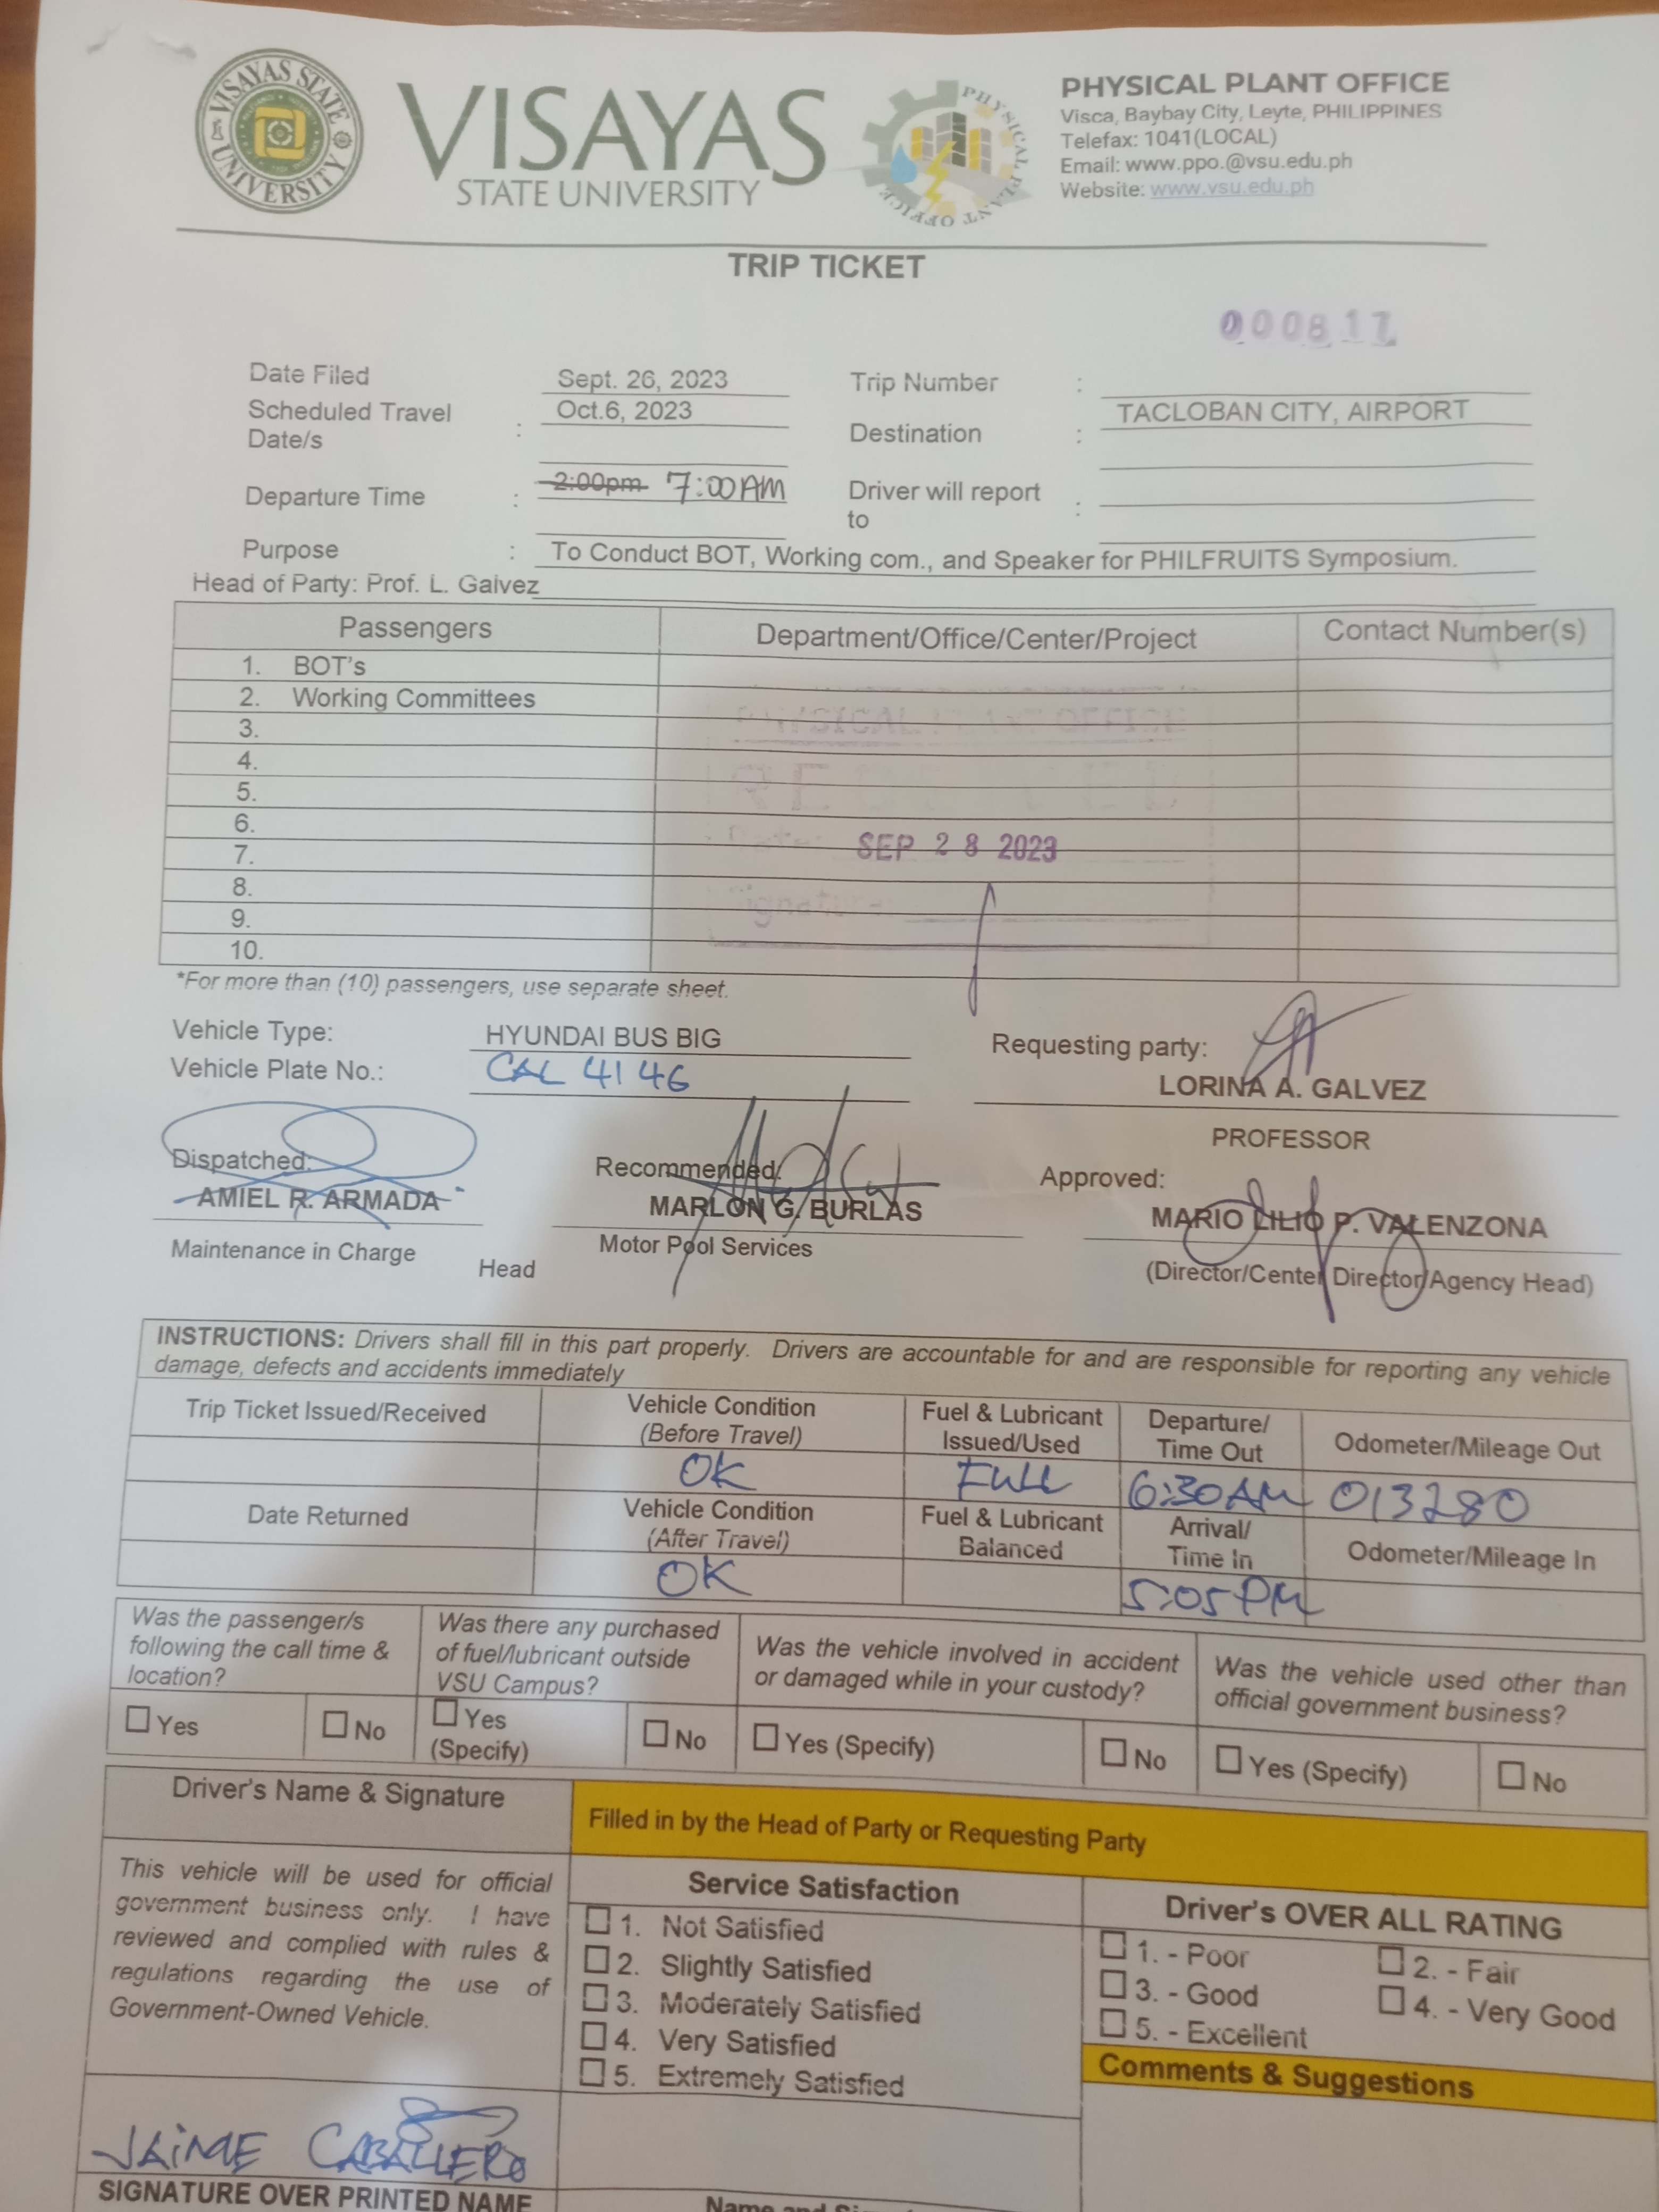 VISAYAS STATE UNIVERSITY
VISAYAS
STATE UNIVERSITY
PHYSICAL PLANT OFFICE
PHYSICAL PLANT OFFICE
Visca, Baybay City, Leyte, PHILIPPINES
Telefax: 1041(LOCAL)
Email: www.ppo.@vsu.edu.ph
Website: www.vsu.edu.ph
TRIP TICKET
000817
Date Filed Sept. 26, 2023 Trip Number :
Scheduled Travel Date/s : Oct.6, 2023 Destination : TACLOBAN CITY, AIRPORT
Departure Time : 2:00pm 7:00AM Driver will report to :
Purpose : To Conduct BOT, Working com., and Speaker for PHILFRUITS Symposium.
Head of Party: Prof. L. Galvez
Passengers Department/Office/Center/Project Contact Number(s)
1. BOT's
2. Working Committees
3.
4.
5.
6.
7.
8.
9.
10.
PHYSICAL PLANT OFFICE
RECEIVED
Date: SEP 28 2023
Signature:
*For more than (10) passengers, use separate sheet.
Vehicle Type: HYUNDAI BUS BIG
Vehicle Plate No.: CAL 4146
Requesting party:
LORINA A. GALVEZ
PROFESSOR
Dispatched:
AMIEL R. ARMADA
Maintenance in Charge
Recommended:
MARLON G. BURLAS
Head Motor Pool Services
Approved:
MARIO LILIO P. VALENZONA
(Director/Center Director/Agency Head)
INSTRUCTIONS: Drivers shall fill in this part properly. Drivers are accountable for and are responsible for reporting any vehicle
damage, defects and accidents immediately
Trip Ticket Issued/Received Vehicle Condition (Before Travel) Fuel & Lubricant Issued/Used Departure/ Time Out Odometer/Mileage Out
OK FULL 6:30AM 013280
Date Returned Vehicle Condition (After Travel) Fuel & Lubricant Balanced Arrival/ Time In Odometer/Mileage In
OK 5:05PM
Was the passenger/s following the call time & location?
Yes No
Was there any purchased of fuel/lubricant outside VSU Campus?
Yes (Specify) No
Was the vehicle involved in accident or damaged while in your custody?
Yes (Specify) No
Was the vehicle used other than official government business?
Yes (Specify) No
Driver's Name & Signature
This vehicle will be used for official
government business only. I have
reviewed and complied with rules &
regulations regarding the use of
Government-Owned Vehicle.
JAIME CABALLERO
SIGNATURE OVER PRINTED NAME
Filled in by the Head of Party or Requesting Party
Service Satisfaction
1. Not Satisfied
2. Slightly Satisfied
3. Moderately Satisfied
4. Very Satisfied
5. Extremely Satisfied
Driver's OVER ALL RATING
1. - Poor 2. - Fair
3. - Good 4. - Very Good
5. - Excellent
Comments & Suggestions
Name and